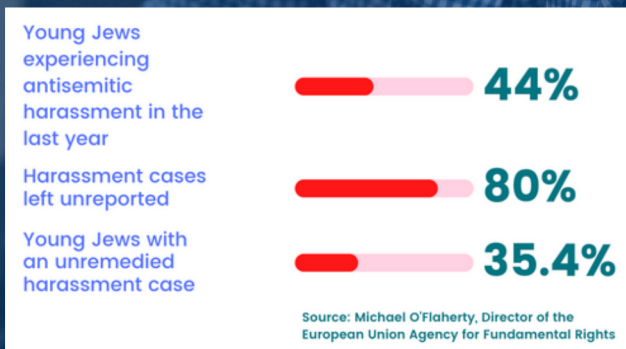 Young Jews
experiencing
antisemitic
harassment in the
last year
44%
Harassment cases
left unreported
80%
Young Jews with
an unremedied
harassment case
35.4%
Source: Michael O'Flaherty, Director of the
European Union Agency for Fundamental Rights